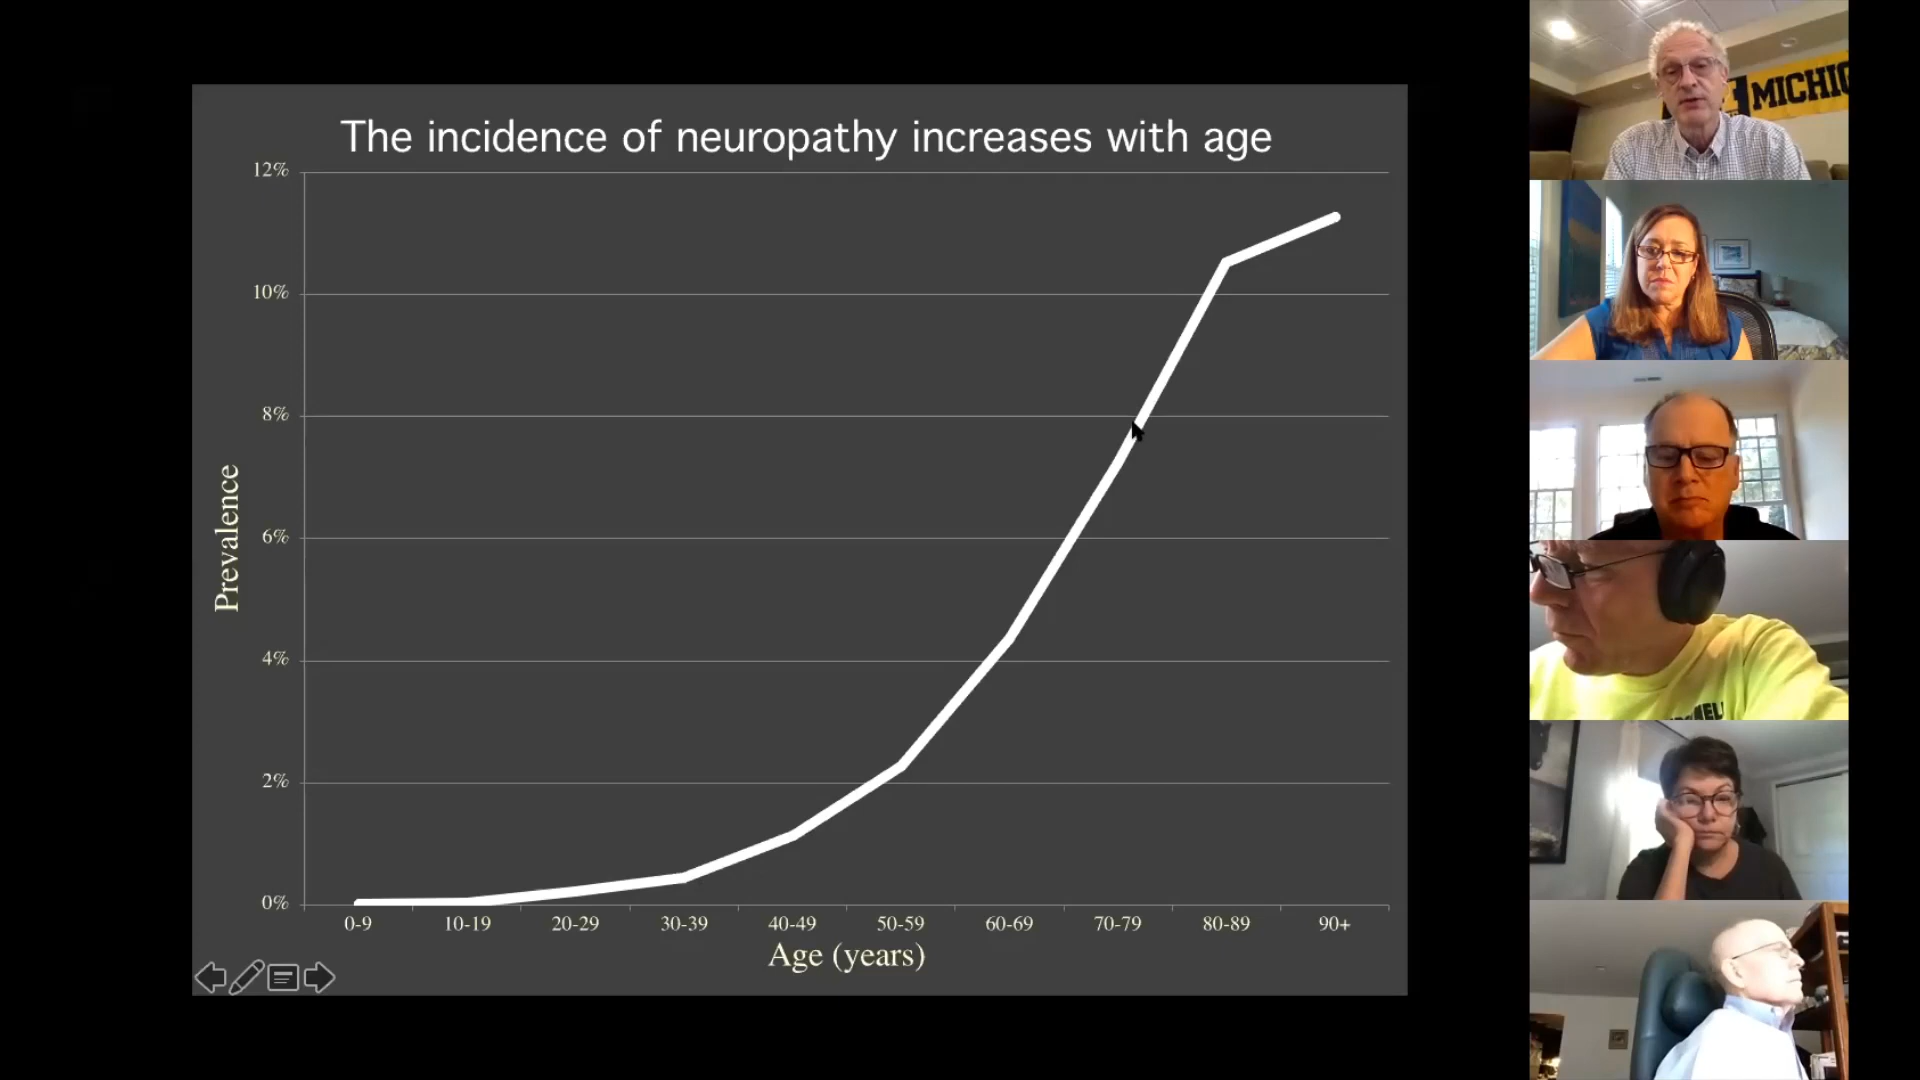 The incidence of neuropathy increases with age
12%
10%
8%
6%
4%
2%
0%
Prevalence
0-9 10-19 20-29 30-39 40-49 50-59 60-69 70-79 80-89 90+
Age (years)
MICHIG